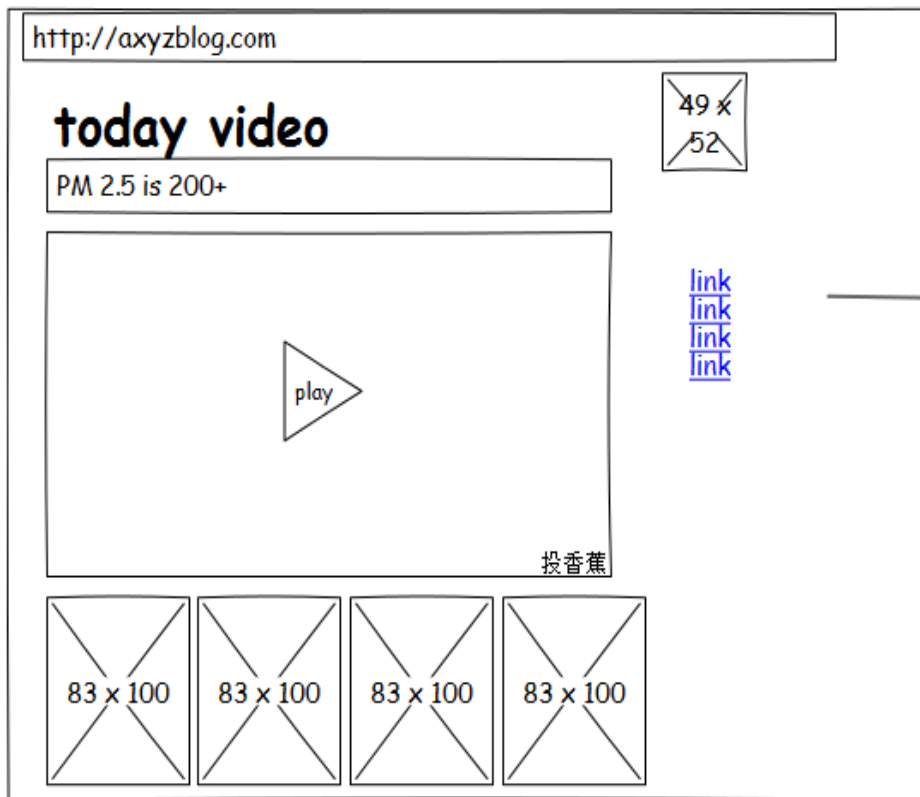 http://axyzblog.com
today video
49 x
52
PM 2.5 is 200+
link
link
link
link
play
投香蕉
83 x 100
83 x 100
83 x 100
83 x 100